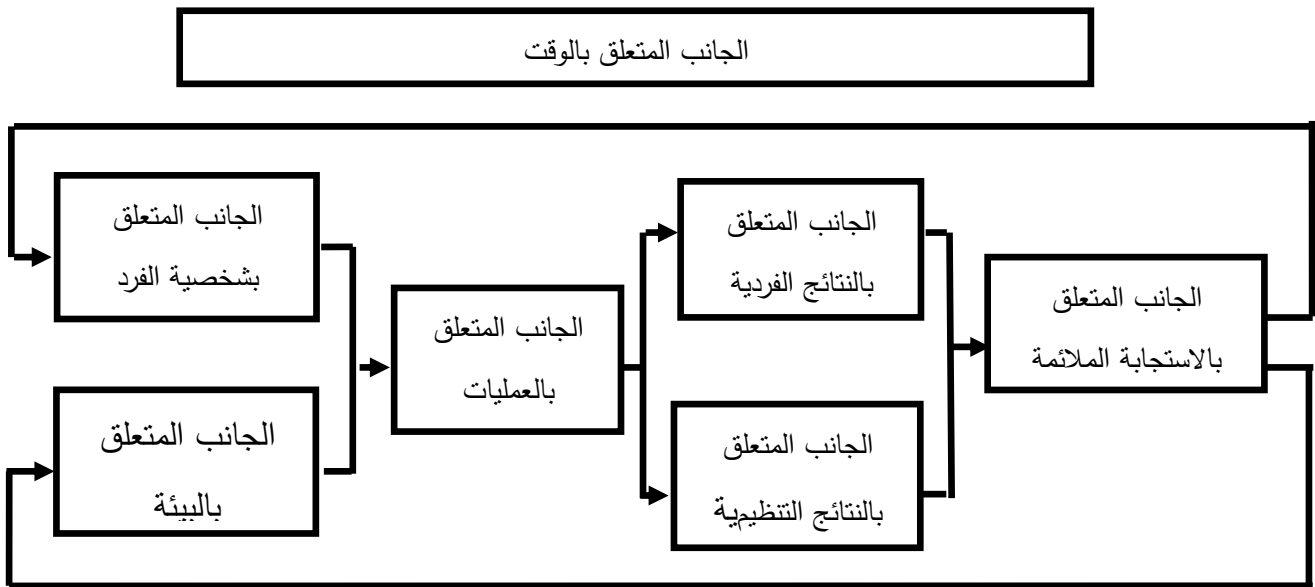 الجانب المتعلق بالوقت
الجانب المتعلق
بشخصية الفرد
الجانب المتعلق
بالبيئة
الجانب المتعلق
بالعمليات
الجانب المتعلق
بالنتائج الفردية
الجانب المتعلق
بالنتائج التنظيمية
الجانب المتعلق
بالاستجابة الملائمة